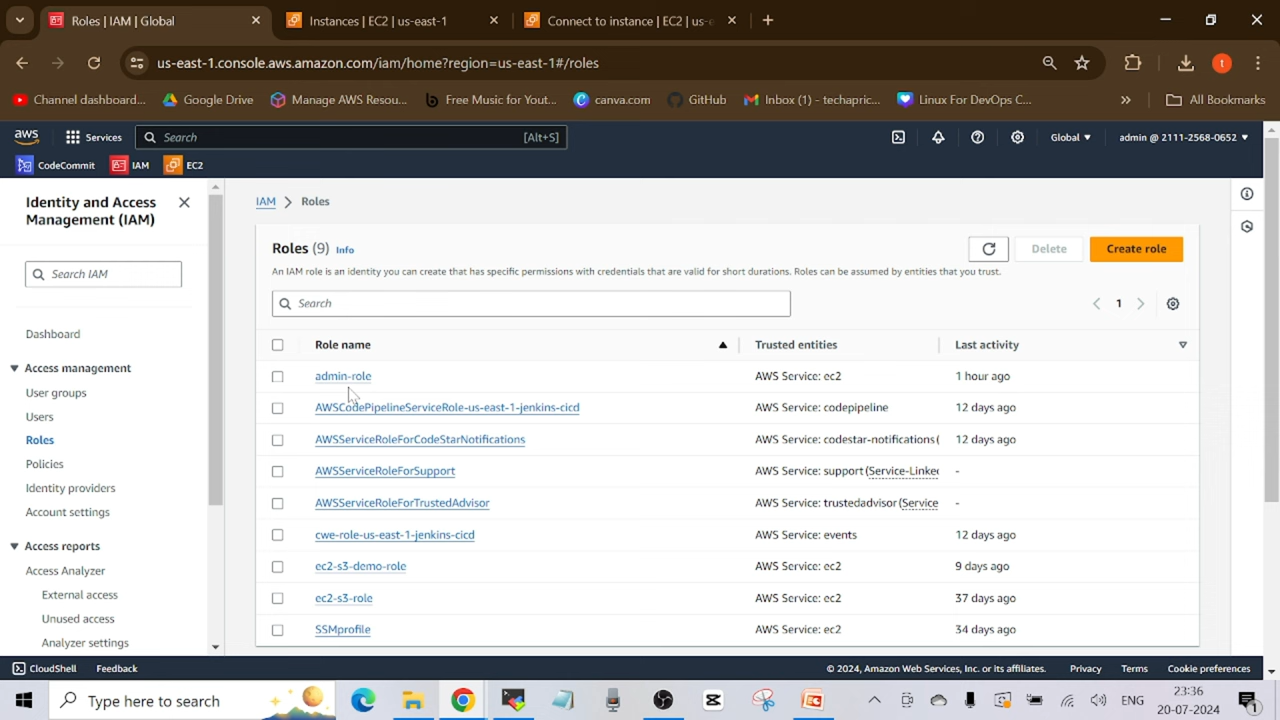 Roles | IAM | Global
Instances | EC2 | us-east-1
Connect to instance | EC2 | us-e
us-east-1.console.aws.amazon.com/iam/home?region=us-east-1#/roles
t
Channel dashboard...
Google Drive
Manage AWS Resou...
Free Music for Yout...
canva.com
GitHub
Inbox (1) - techapric...
Linux For DevOps C...
All Bookmarks
aws
Services
Search
[Alt+S]
Global
admin @ 2111-2568-0652
CodeCommit
IAM
EC2
Identity and Access
Management (IAM)
Search IAM
Dashboard
Access management
User groups
Users
Roles
Policies
Identity providers
Account settings
Access reports
Access Analyzer
External access
Unused access
Analyzer settings
IAM > Roles
Roles (9) Info
Delete
Create role
An IAM role is an identity you can create that has specific permissions with credentials that are valid for short durations. Roles can be assumed by entities that you trust.
Search
1
Role name Trusted entities Last activity
admin-role AWS Service: ec2 1 hour ago
AWSCodePipelineServiceRole-us-east-1-jenkins-cicd AWS Service: codepipeline 12 days ago
AWSServiceRoleForCodeStarNotifications AWS Service: codestar-notifications ( 12 days ago
AWSServiceRoleForSupport AWS Service: support (Service-Linked -
AWSServiceRoleForTrustedAdvisor AWS Service: trustedadvisor (Service -
cwe-role-us-east-1-jenkins-cicd AWS Service: events 12 days ago
ec2-s3-demo-role AWS Service: ec2 9 days ago
ec2-s3-role AWS Service: ec2 37 days ago
SSMprofile AWS Service: ec2 34 days ago
CloudShell
Feedback
© 2024, Amazon Web Services, Inc. or its affiliates.
Privacy
Terms
Cookie preferences
Type here to search
ENG
23:36
20-07-2024
1